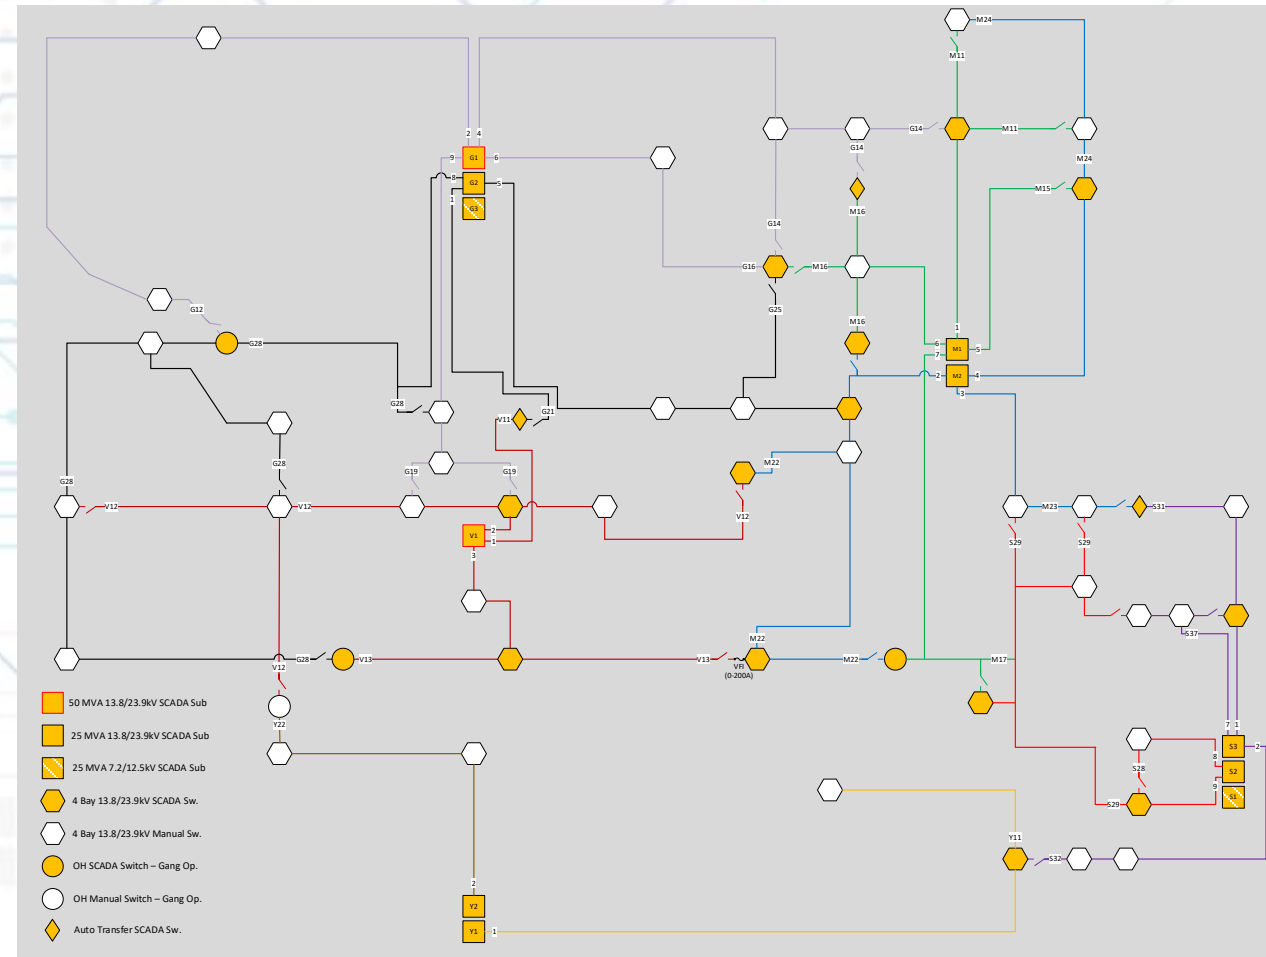 M24
M11
2 4
G14
M11
G14
M24
9
G1
6
8
G2
5
1
G3
M15
M16
G14
G16
M16
G12
G25
M16
1
G28
6
M1
5
7
2
M2
4
3
G28
G21
V11
M22
G28
G19
G19
G28
V12
V12
V12
M23
S31
2
V1
1
3
S29
S29
S37
M22
G28
V13
V13
VFI
(0-200A)
M22
M17
V12
50 MVA 13.8/23.9kV SCADA Sub
Y22
7 1
25 MVA 13.8/23.9kV SCADA Sub
S3
2
8
25 MVA 7.2/12.5kV SCADA Sub
S28
S2
9
S1
4 Bay 13.8/23.9kV SCADA Sw.
S29
4 Bay 13.8/23.9kV Manual Sw.
Y11
OH SCADA Switch – Gang Op.
S32
2
OH Manual Switch – Gang Op.
Y2
Auto Transfer SCADA Sw.
Y1
1